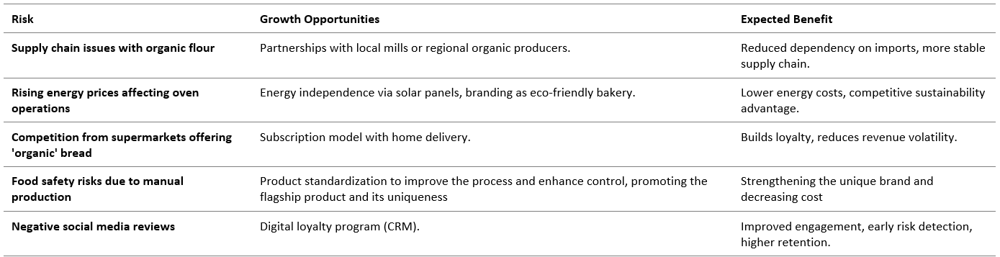 Risk Growth Opportunities Expected Benefit
Supply chain issues with organic flour Partnerships with local mills or regional organic producers. Reduced dependency on imports, more stable
supply chain.
Rising energy prices affecting oven Energy independence via solar panels, branding as eco-friendly bakery. Lower energy costs, competitive sustainability
operations advantage.
Competition from supermarkets offering Subscription model with home delivery. Builds loyalty, reduces revenue volatility.
'organic' bread
Food safety risks due to manual Product standardization to improve the process and enhance control, promoting the Strengthening the unique brand and
production flagship product and its uniqueness decreasing cost
Negative social media reviews Digital loyalty program (CRM). Improved engagement, early risk detection,
higher retention.